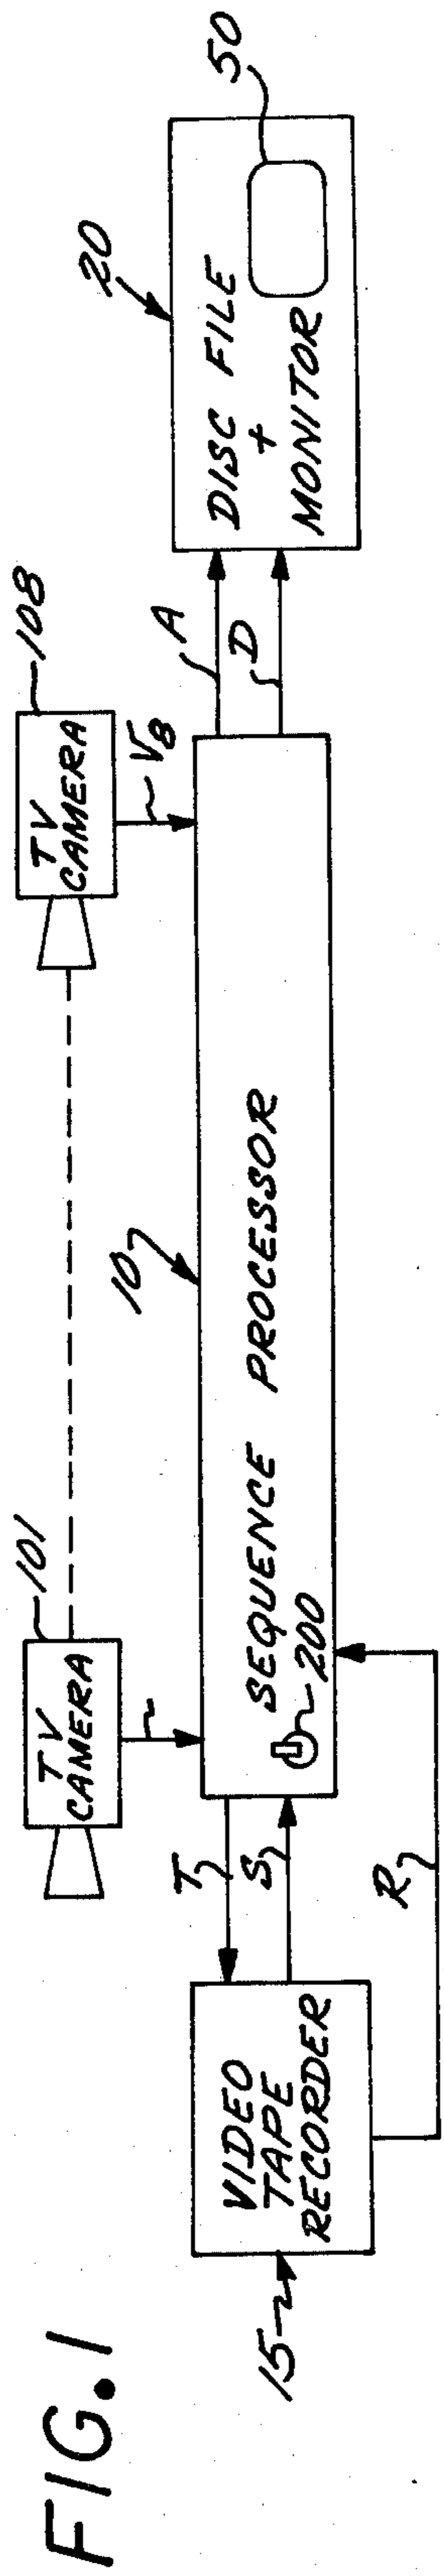 FIG. 1
101
TV
CAMERA
108
TV
CAMERA
V8
10
SEQUENCE PROCESSOR
200
15
VIDEO
TAPE
RECORDER
T
S
R
A
D
20
DISC FILE
+
MONITOR
50